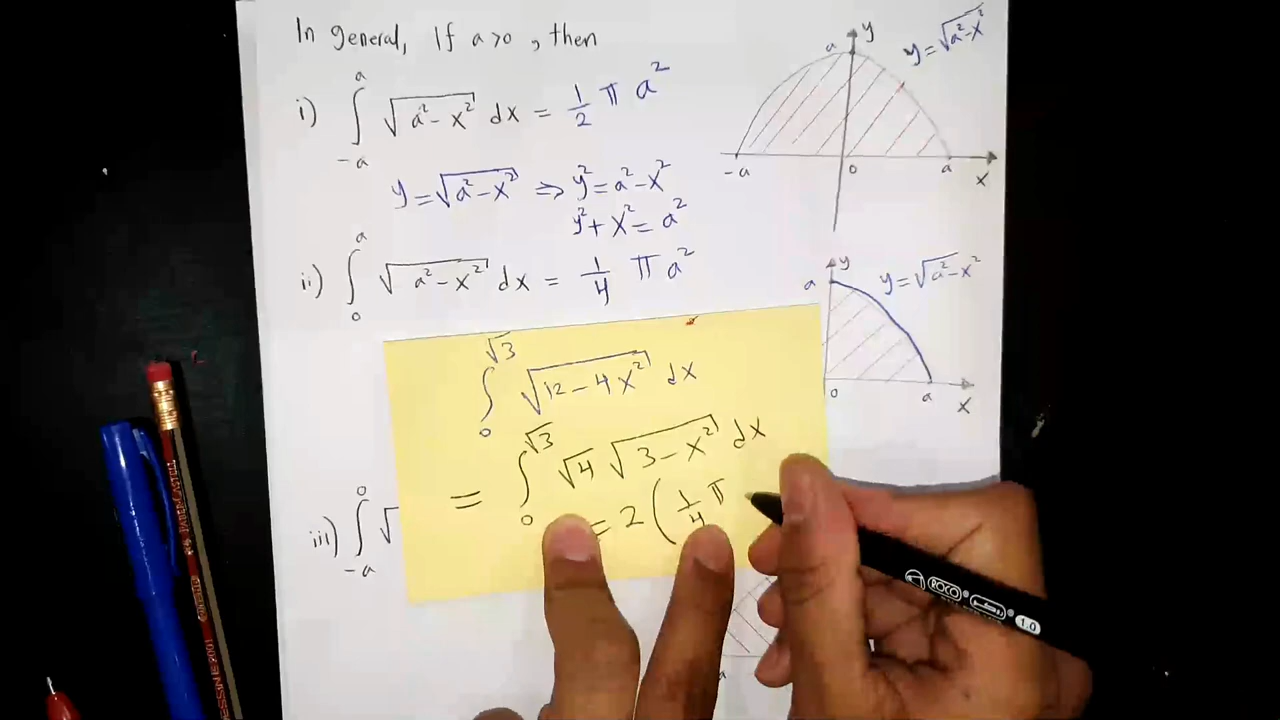 In general, If a>0, then
i) ∫_{-a}^{a} √(a²-x²) dx = 1/2 π a²
y = √(a²-x²) ⇒ y² = a²-x²
y² + x² = a²
ii) ∫_{0}^{a} √(a²-x²) dx = 1/4 π a²
∫_{0}^{√3} √(12-4x²) dx
= ∫_{0}^{√3} √4 √(3-x²) dx
= 2 ( 1/4 π
iii) ∫_{-a}^{0} √
y = √(a²-x²)
y
a
-a 0 a x
y
a
y = √(a²-x²)
0 a x
a
ROCO 1.0